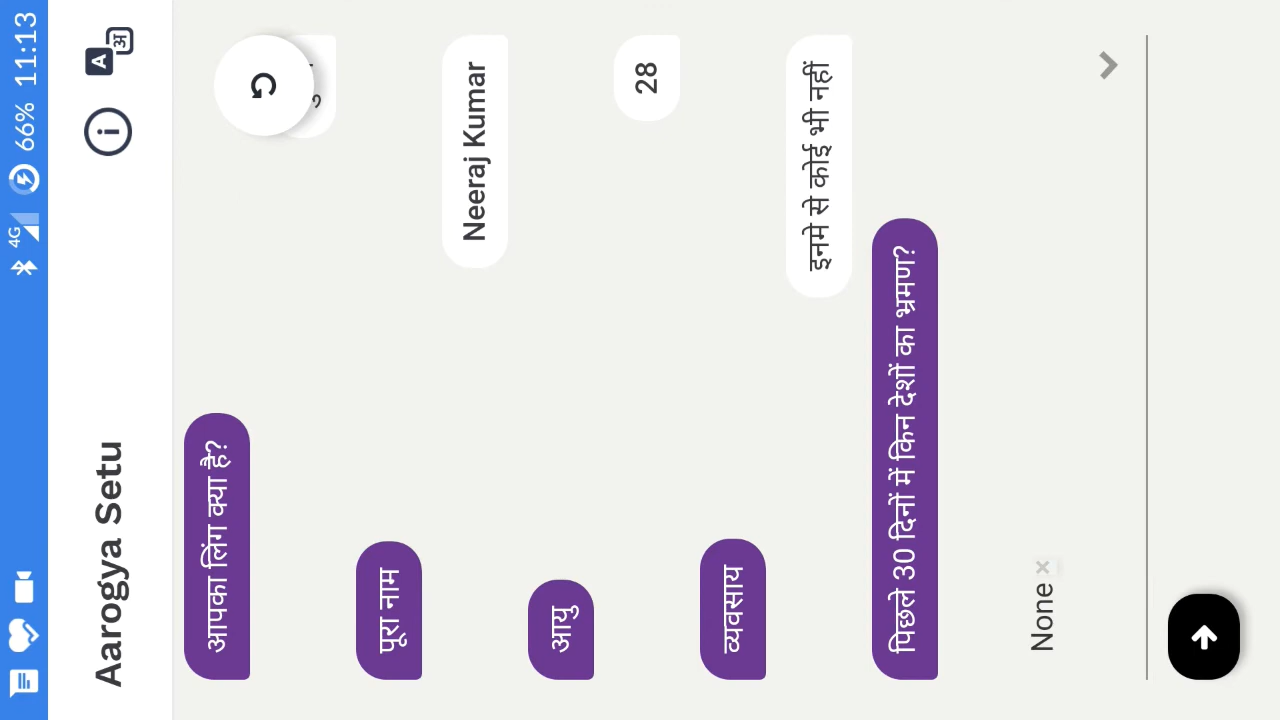 4G 66% 11:13
Aarogya Setu
आपका लिंग क्या है?
पूरा नाम
Neeraj Kumar
आयु
28
व्यवसाय
इनमे से कोई भी नहीं
पिछले 30 दिनों में किन देशों का भ्रमण?
None ×